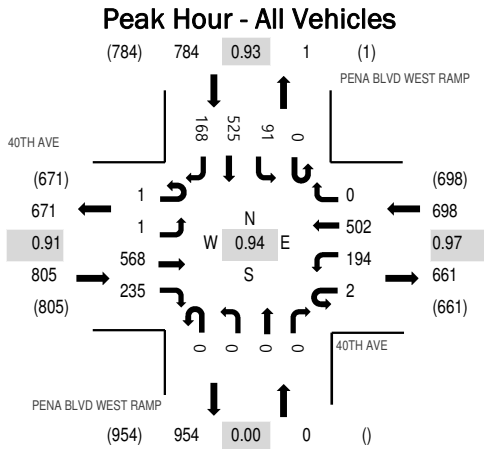 Peak Hour - All Vehicles
(784) 784 0.93 1 (1)
PENA BLVD WEST RAMP
168 525 91 0
40TH AVE
(671) (698)
1 0
671 698
1 N 502
0.91 W 0.94 E 0.97
568 S 194
805 661
235 2
(805) (661)
0 0 0 0
40TH AVE
PENA BLVD WEST RAMP
(954) 954 0.00 0 ()